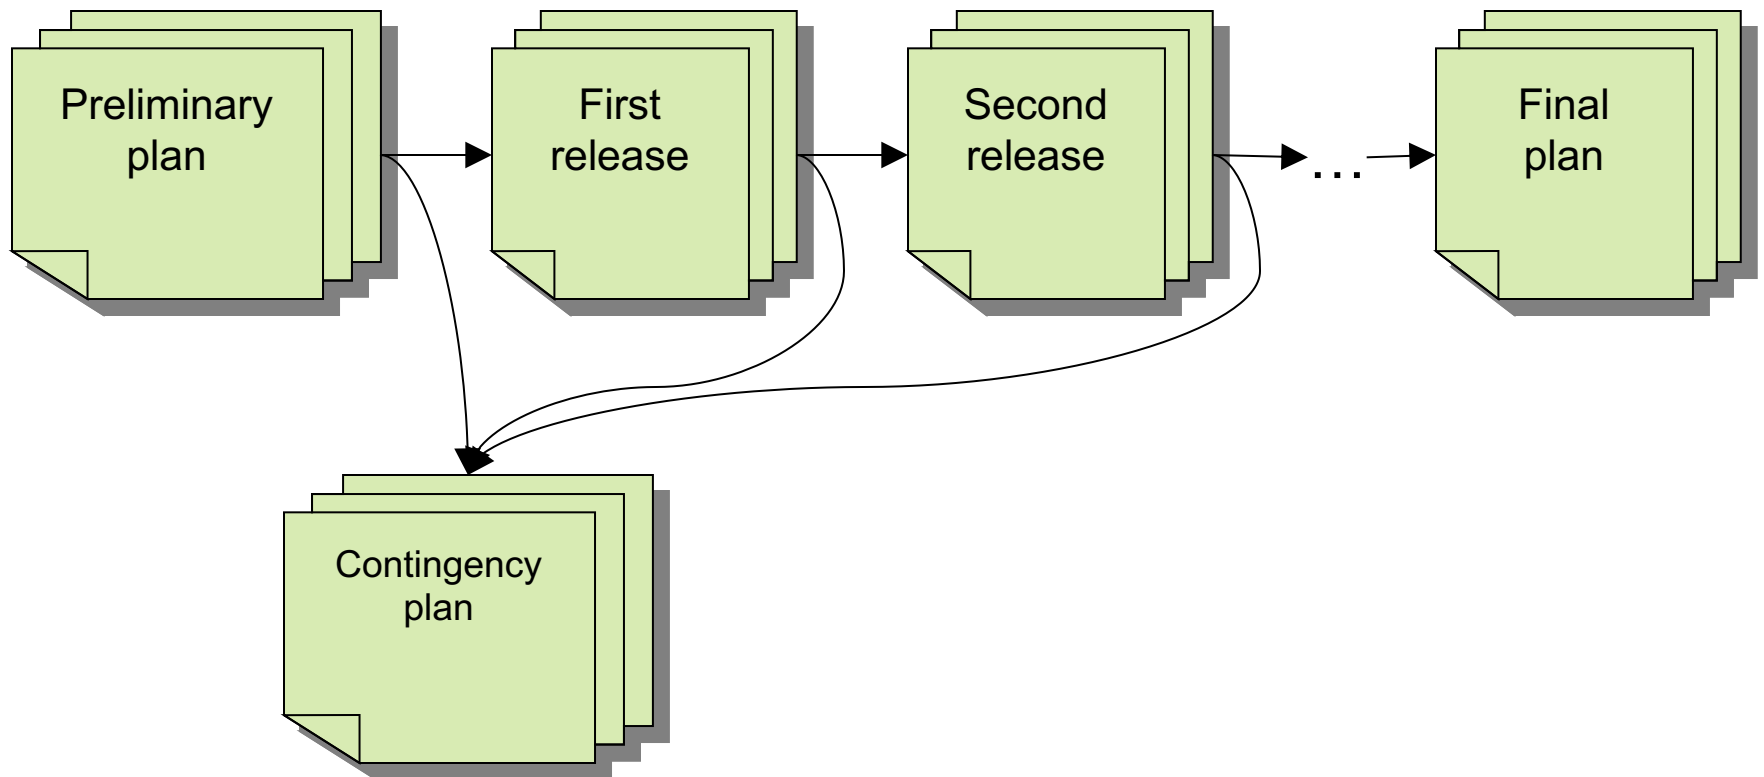 Preliminary
plan
First
release
Second
release
...
Final
plan
Contingency
plan